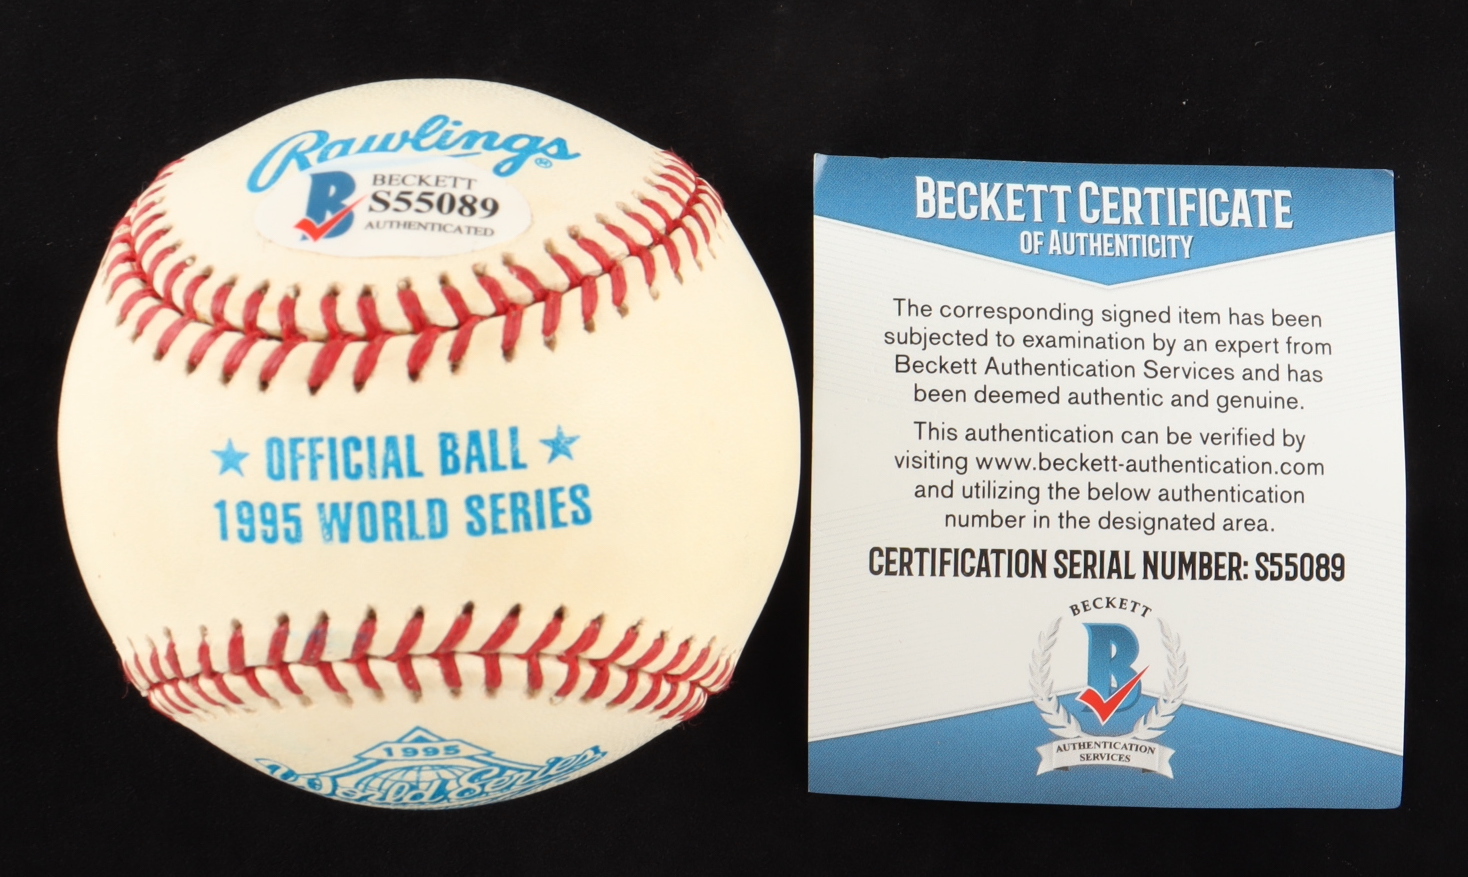 Rawlings®
BECKETT
S55089
AUTHENTICATED
★ OFFICIAL BALL ★
1995 WORLD SERIES
1995
World Series
BECKETT CERTIFICATE
OF AUTHENTICITY
The corresponding signed item has been
subjected to examination by an expert from
Beckett Authentication Services and has
been deemed authentic and genuine.
This authentication can be verified by
visiting www.beckett-authentication.com
and utilizing the below authentication
number in the designated area.
CERTIFICATION SERIAL NUMBER: S55089
BECKETT
B
AUTHENTICATION
SERVICES